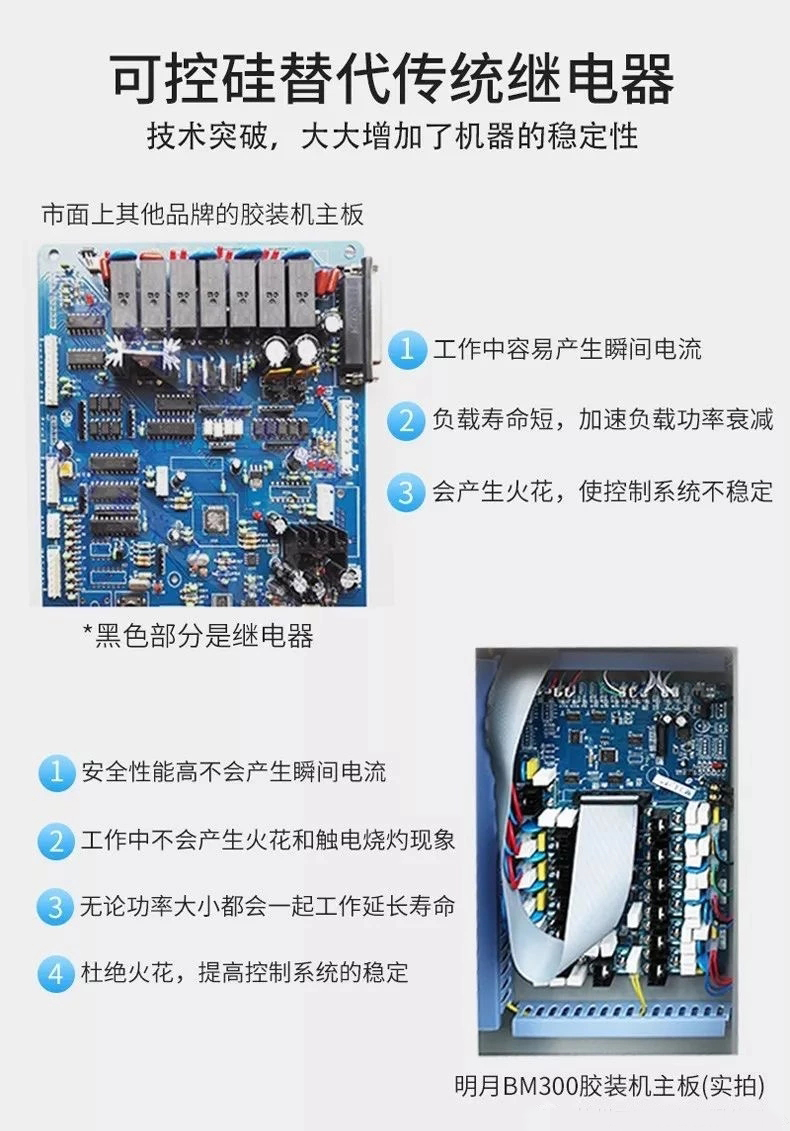 可控硅替代传统继电器
技术突破，大大增加了机器的稳定性
市面上其他品牌的胶装机主板
1 工作中容易产生瞬间电流
2 负载寿命短，加速负载功率衰减
3 会产生火花，使控制系统不稳定
*黑色部分是继电器
1 安全性能高不会产生瞬间电流
2 工作中不会产生火花和触电烧灼现象
3 无论功率大小都会一起工作延长寿命
4 杜绝火花，提高控制系统的稳定
明月BM300胶装机主板(实拍)